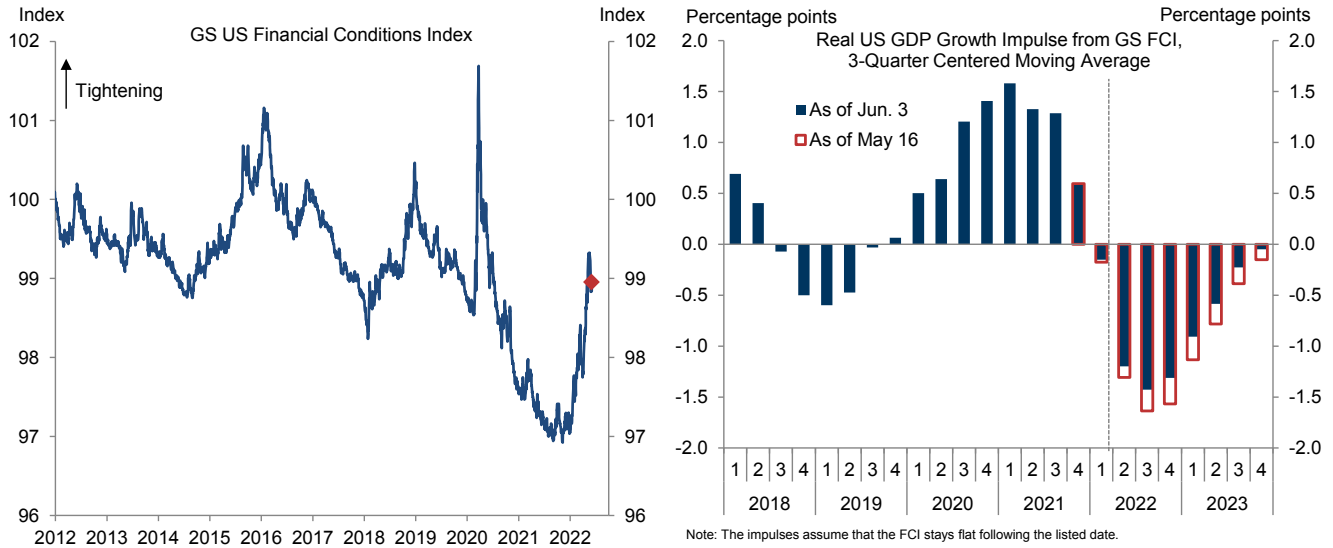 Index
Index
GS US Financial Conditions Index
102
101
100
99
98
97
96
102
101
100
99
98
97
96
Tightening
2012 2013 2014 2015 2016 2017 2018 2019 2020 2021 2022
Percentage points
Percentage points
Real US GDP Growth Impulse from GS FCI,
3-Quarter Centered Moving Average
2.0
1.5
1.0
0.5
0.0
-0.5
-1.0
-1.5
-2.0
2.0
1.5
1.0
0.5
0.0
-0.5
-1.0
-1.5
-2.0
As of Jun. 3
As of May 16
1 2 3 4 1 2 3 4 1 2 3 4 1 2 3 4 1 2 3 4 1 2 3 4
2018 2019 2020 2021 2022 2023
Note: The impulses assume that the FCI stays flat following the listed date.